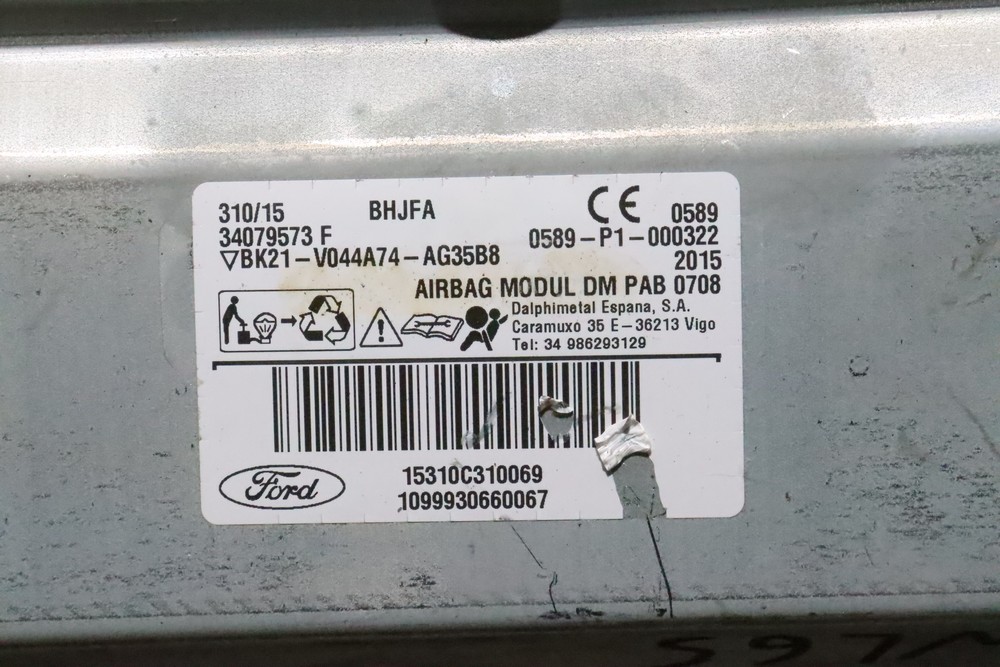 310/15 BHJFA CE 0589
34079573 F 0589-P1-000322
▽BK21-V044A74-AG35B8 2015
AIRBAG MODUL DM PAB 0708
Dalphimetal Espana, S.A.
Caramuxo 35 E-36213 Vigo
Tel: 34 986293129
15310C310069
1099930660067
Ford